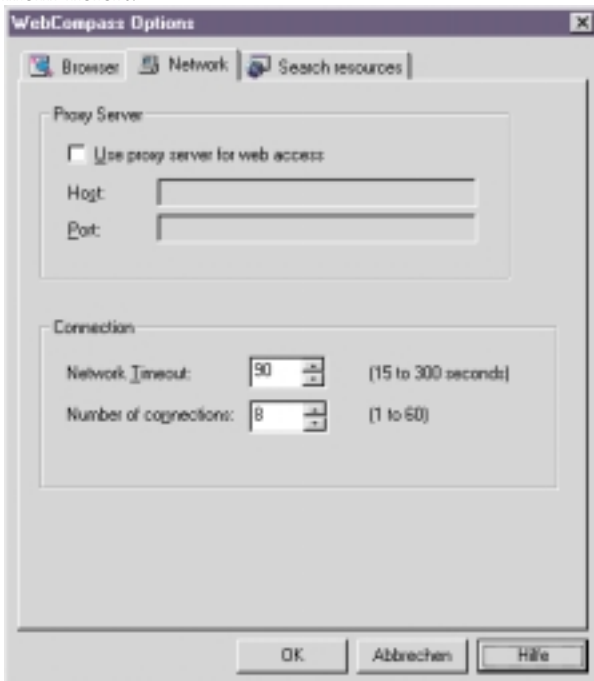 WebCompass Options
Browser Network Search resources
Proxy Server
Use proxy server for web access
Host:
Port:
Connection
Network Timeout: 90 (15 to 300 seconds)
Number of connections: 8 (1 to 60)
OK Abbrechen Hilfe